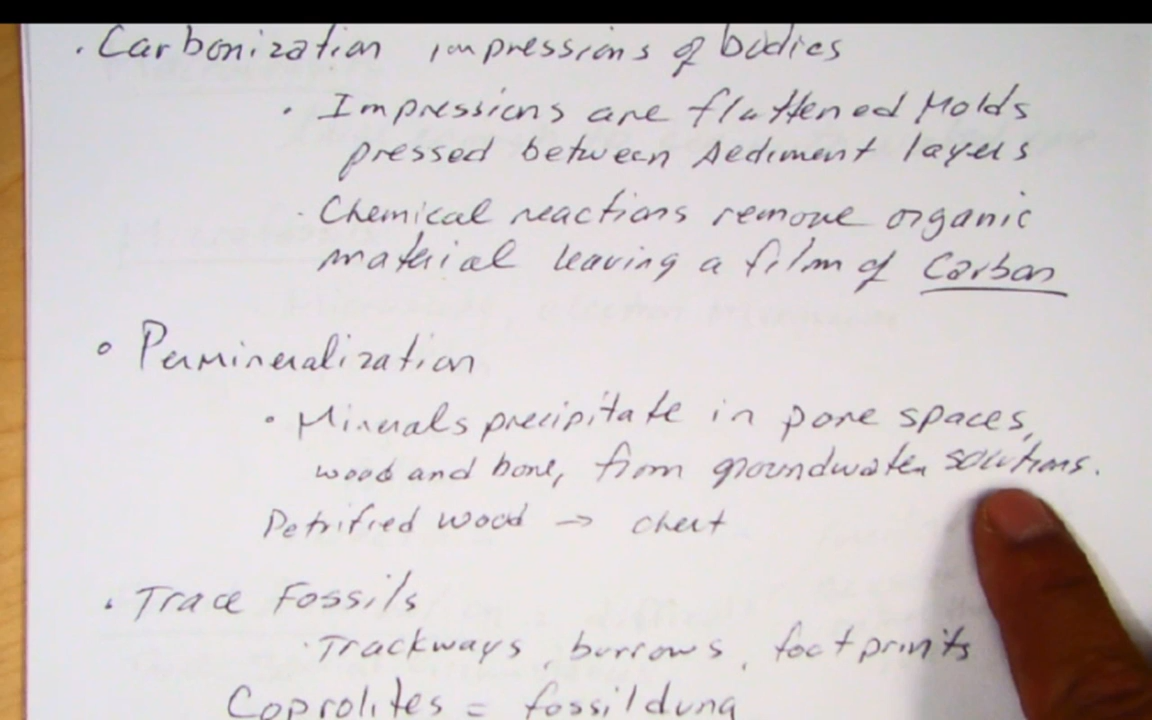 . Carbonization impressions of bodies
. Impressions are flattened Molds
pressed between sediment layers
. Chemical reactions remove organic
material leaving a film of Carbon
o Permineralization
. Minerals precipitate in pore spaces,
wood and bone, from groundwater solutions.
Petrified wood → chert
. Trace Fossils
. Trackways, burrows, footprints
Coprolites = fossil dung